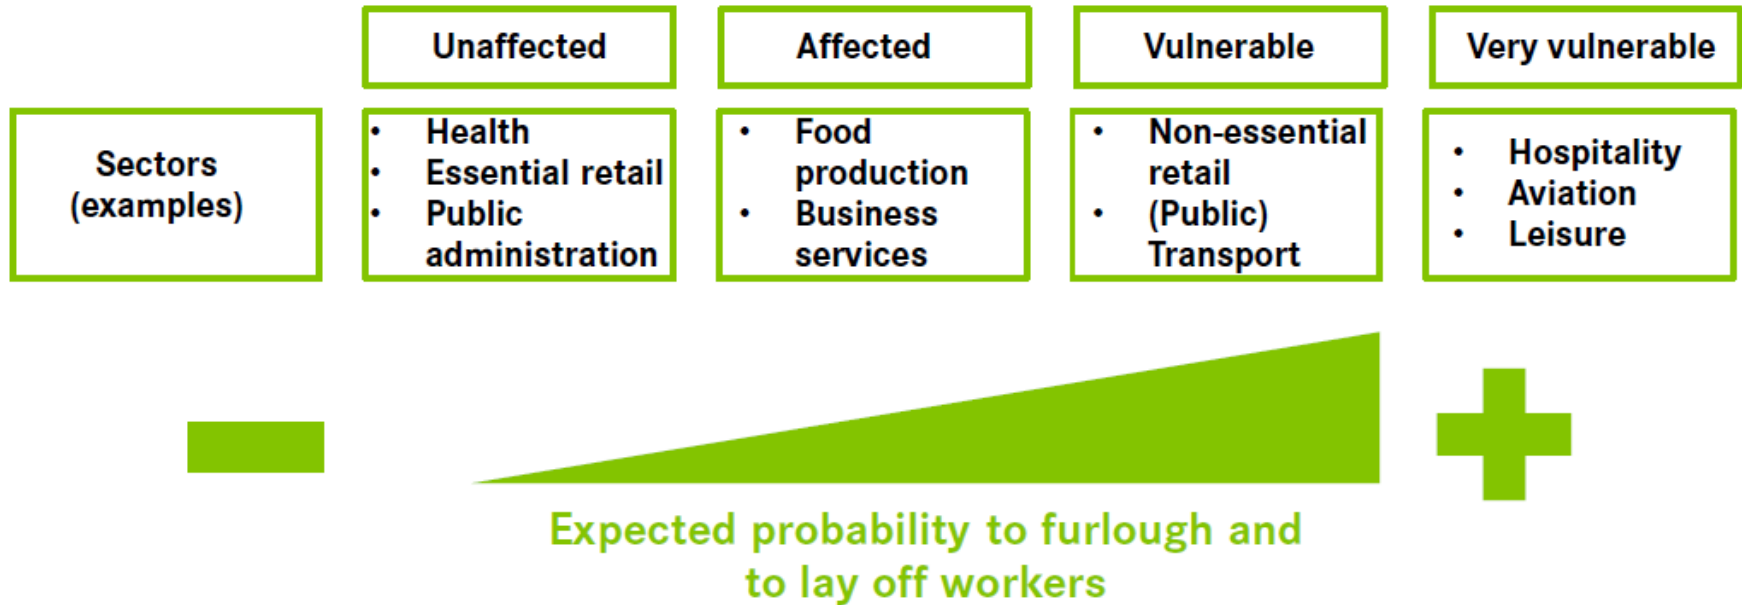 Unaffected
Affected
Vulnerable
Very vulnerable
Sectors
(examples)
• Health
• Essential retail
• Public
administration
• Food
production
• Business
services
• Non-essential
retail
• (Public)
Transport
• Hospitality
• Aviation
• Leisure
Expected probability to furlough and
to lay off workers